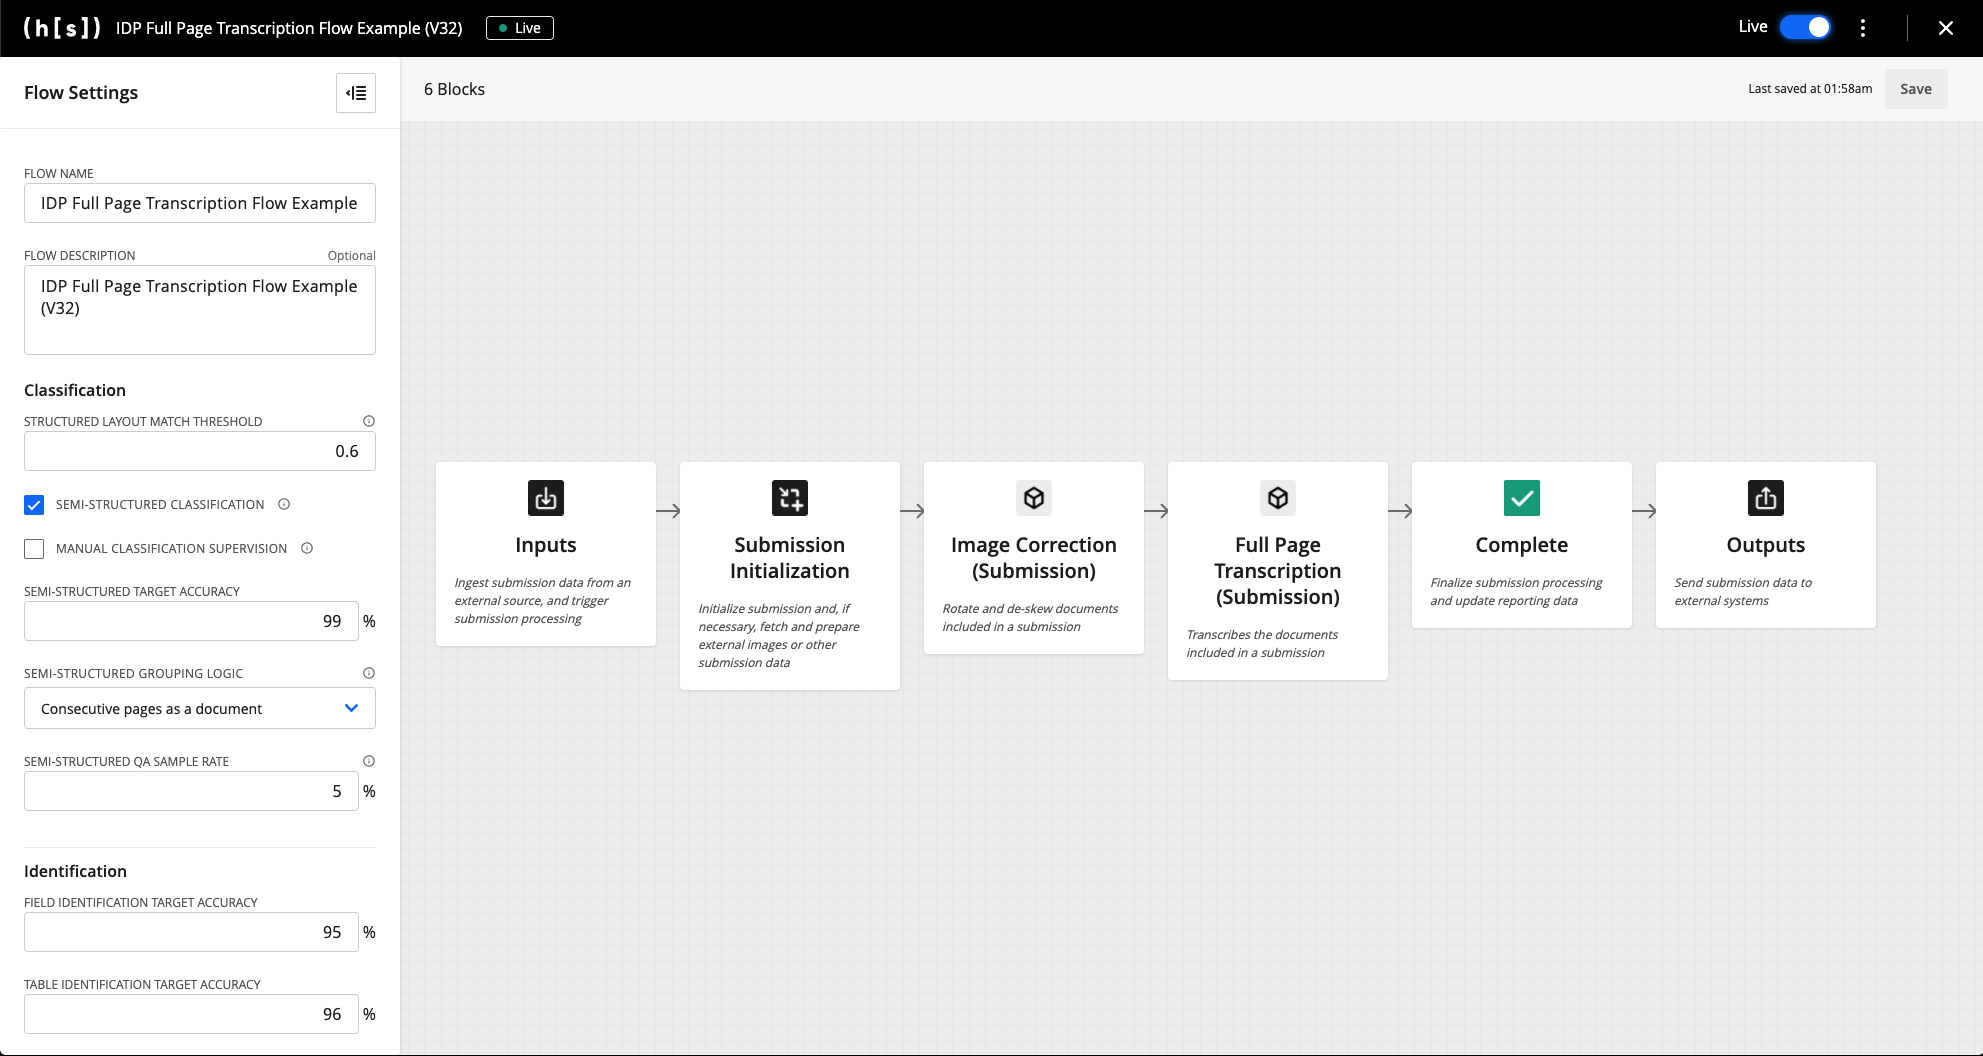 (h[s]) IDP Full Page Transcription Flow Example (V32) Live Live
Flow Settings
6 Blocks
Last saved at 01:58am Save
FLOW NAME
IDP Full Page Transcription Flow Example
FLOW DESCRIPTION Optional
IDP Full Page Transcription Flow Example
(V32)
Classification
STRUCTURED LAYOUT MATCH THRESHOLD
0.6
SEMI-STRUCTURED CLASSIFICATION
MANUAL CLASSIFICATION SUPERVISION
SEMI-STRUCTURED TARGET ACCURACY
99 %
SEMI-STRUCTURED GROUPING LOGIC
Consecutive pages as a document
SEMI-STRUCTURED QA SAMPLE RATE
5 %
Identification
FIELD IDENTIFICATION TARGET ACCURACY
95 %
TABLE IDENTIFICATION TARGET ACCURACY
96 %
Inputs
Ingest submission data from an
external source, and trigger
submission processing
Submission
Initialization
Initialize submission and, if
necessary, fetch and prepare
external images or other
submission data
Image Correction
(Submission)
Rotate and de-skew documents
included in a submission
Full Page
Transcription
(Submission)
Transcribes the documents
included in a submission
Complete
Finalize submission processing
and update reporting data
Outputs
Send submission data to
external systems